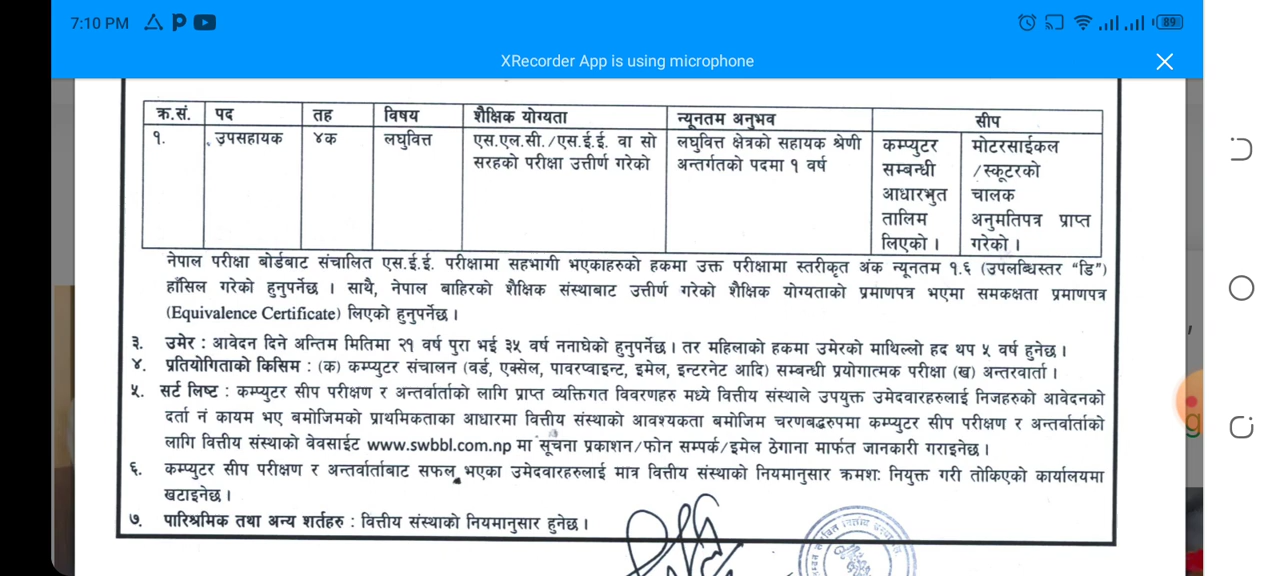 7:10 PM
89
XRecorder App is using microphone
क्र.सं. पद तह विषय शैक्षिक योग्यता न्यूनतम अनुभव सीप
१. उपसहायक ४क लघुवित्त एस.एल.सी./एस.ई.ई. वा सो लघुवित्त क्षेत्रको सहायक श्रेणी कम्प्युटर मोटरसाईकल
सरहको परीक्षा उत्तीर्ण गरेको अन्तर्गतको पदमा १ वर्ष सम्बन्धी /स्कूटरको
आधारभुत चालक
तालिम अनुमतिपत्र प्राप्त
लिएको । गरेको ।
नेपाल परीक्षा बोर्डबाट संचालित एस.ई.ई. परीक्षामा सहभागी भएकाहरुको हकमा उक्त परीक्षामा स्तरीकृत अंक न्यूनतम १.६ (उपलब्धिस्तर "डि")
हाँसिल गरेको हुनुपर्नेछ । साथै, नेपाल बाहिरको शैक्षिक संस्थाबाट उत्तीर्ण गरेको शैक्षिक योग्यताको प्रमाणपत्र भएमा समकक्षता प्रमाणपत्र
(Equivalence Certificate) लिएको हुनुपर्नेछ ।
३. उमेर : आवेदन दिने अन्तिम मितिमा २१ वर्ष पुरा भई ३५ वर्ष ननाघेको हुनुपर्नेछ । तर महिलाको हकमा उमेरको माथिल्लो हद थप ५ वर्ष हुनेछ ।
४. प्रतियोगिताको किसिम : (क) कम्प्युटर संचालन (वर्ड, एक्सेल, पावरप्वाइन्ट, इमेल, इन्टरनेट आदि) सम्बन्धी प्रयोगात्मक परीक्षा (ख) अन्तरवार्ता ।
५. सर्ट लिष्ट : कम्प्युटर सीप परीक्षण र अन्तर्वार्ताको लागि प्राप्त व्यक्तिगत विवरणहरु मध्ये वित्तीय संस्थाले उपयुक्त उमेदवारहरुलाई निजहरुको आवेदनको
दर्ता नं कायम भए बमोजिमको प्राथमिकताका आधारमा वित्तीय संस्थाको आवश्यकता बमोजिम चरणबद्धरुपमा कम्प्युटर सीप परीक्षण र अन्तर्वार्ताको
लागि वित्तीय संस्थाको वेवसाईट www.swbbl.com.np मा सूचना प्रकाशन/फोन सम्पर्क/इमेल ठेगाना मार्फत जानकारी गराइनेछ ।
६. कम्प्युटर सीप परीक्षण र अन्तर्वार्ताबाट सफल भएका उमेदवारहरुलाई मात्र वित्तीय संस्थाको नियमानुसार क्रमशः नियुक्त गरी तोकिएको कार्यालयमा
खटाइनेछ ।
७. पारिश्रमिक तथा अन्य शर्तहरु : वित्तीय संस्थाको नियमानुसार हुनेछ ।